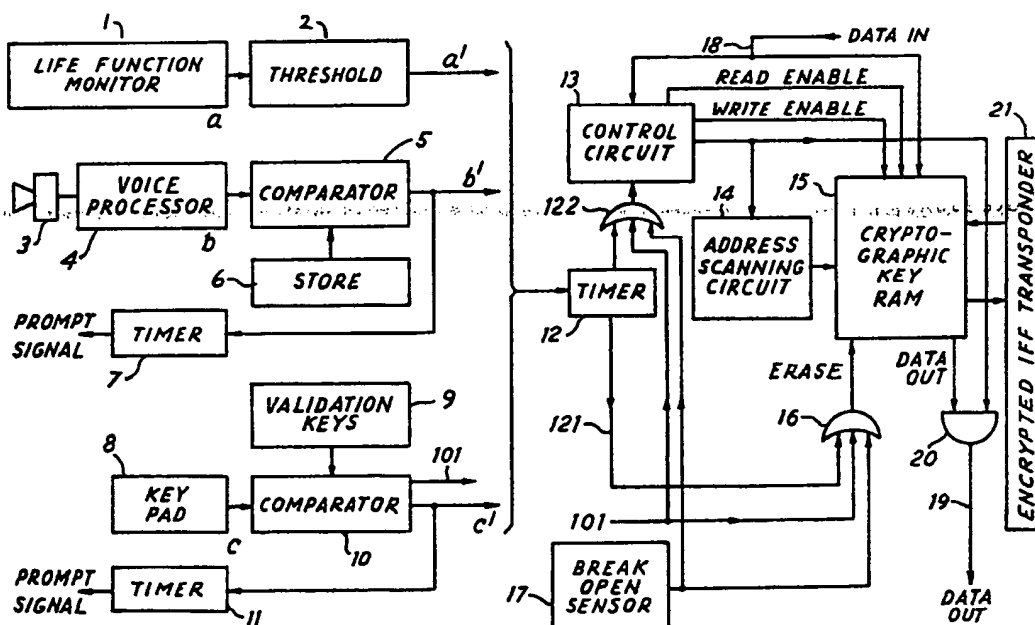 1
LIFE FUNCTION
MONITOR
a
2
THRESHOLD
a'
3
VOICE
PROCESSOR
4
b
5
COMPARATOR
b'
6
STORE
PROMPT
SIGNAL
TIMER
7
VALIDATION
KEYS
9
8
KEY
PAD
c
COMPARATOR
10
101
c'
PROMPT
SIGNAL
TIMER
11
18
DATA IN
READ ENABLE
WRITE ENABLE
13
CONTROL
CIRCUIT
122
TIMER
12
121
14
ADDRESS
SCANNING
CIRCUIT
15
CRYPTO-
GRAPHIC
KEY
RAM
21
ENCRYPTED IFF TRANSPONDER
ERASE
16
DATA
OUT
20
19
DATA
OUT
101
17
BREAK
OPEN
SENSOR